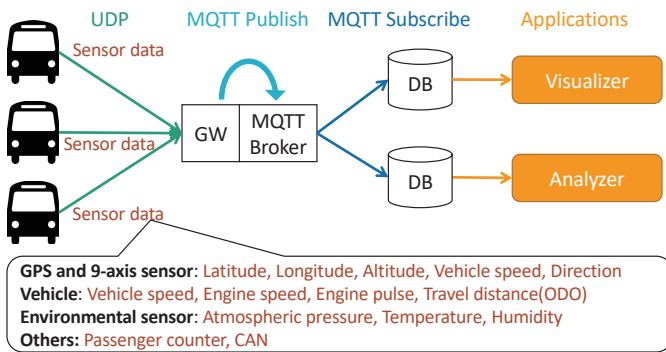 UDP
MQTT Publish
MQTT Subscribe
Applications
Sensor data
Sensor data
Sensor data
GW
MQTT
Broker
DB
DB
Visualizer
Analyzer
GPS and 9-axis sensor: Latitude, Longitude, Altitude, Vehicle speed, Direction
Vehicle: Vehicle speed, Engine speed, Engine pulse, Travel distance(ODO)
Environmental sensor: Atmospheric pressure, Temperature, Humidity
Others: Passenger counter, CAN